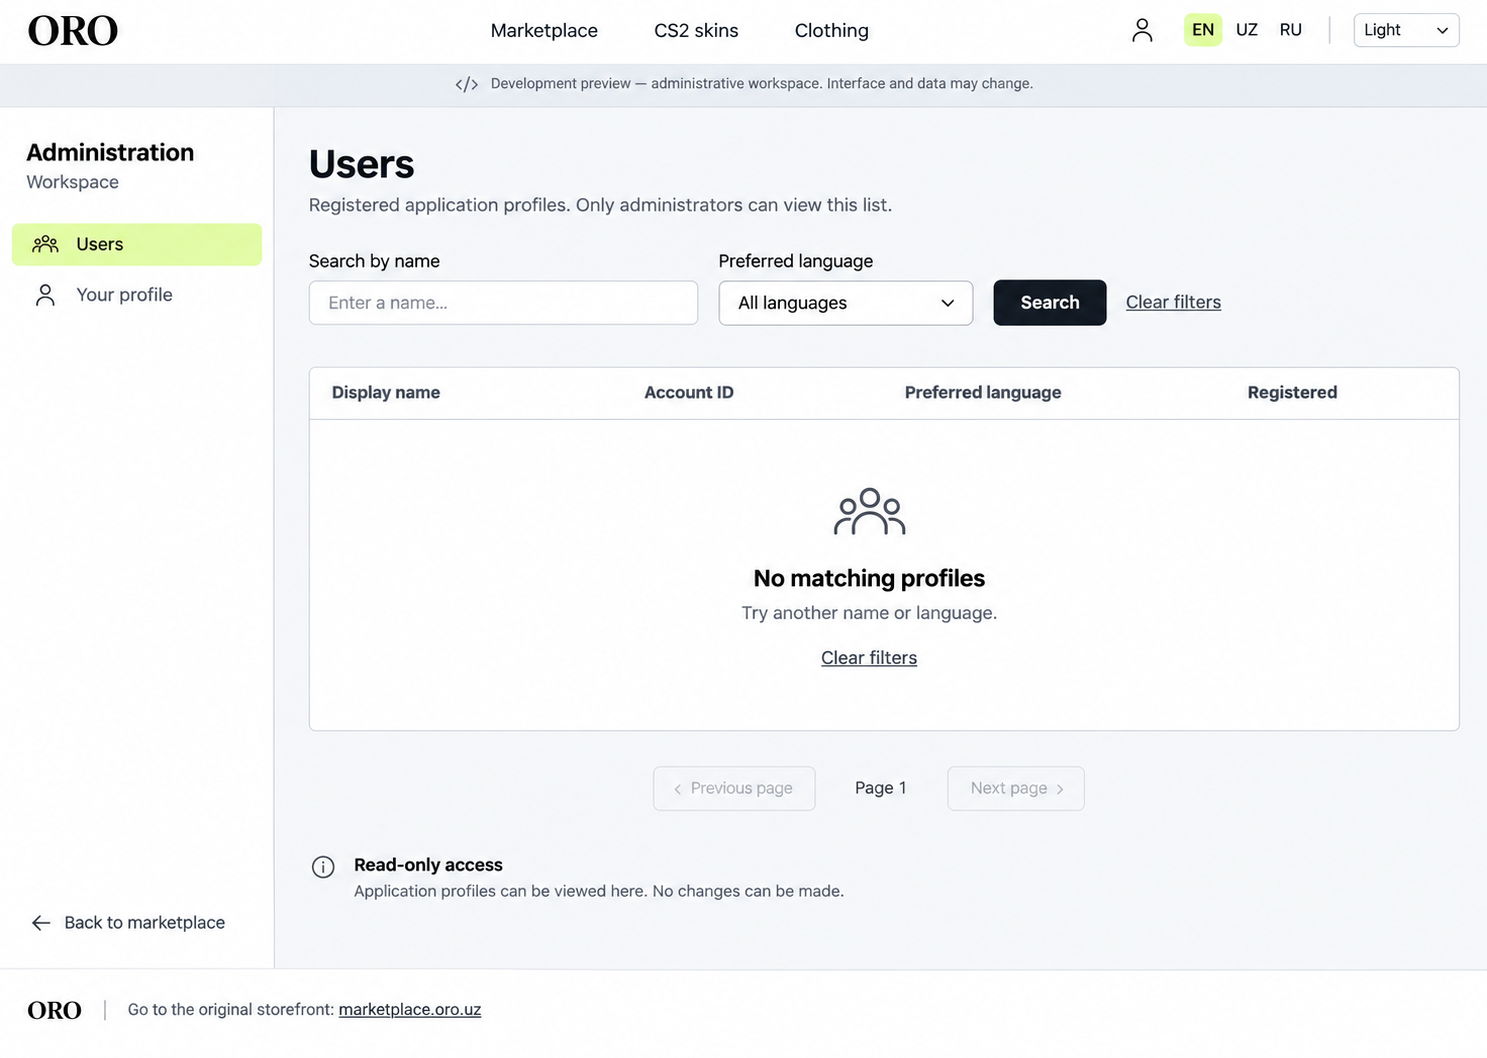 ORO
Marketplace
CS2 skins
Clothing
EN
UZ
RU
Light
Development preview — administrative workspace. Interface and data may change.
Administration
Workspace
Users
Your profile
Back to marketplace
Users
Registered application profiles. Only administrators can view this list.
Search by name
Enter a name...
Preferred language
All languages
Search
Clear filters
Display name
Account ID
Preferred language
Registered
No matching profiles
Try another name or language.
Clear filters
Previous page
Page 1
Next page
Read-only access
Application profiles can be viewed here. No changes can be made.
ORO
Go to the original storefront: marketplace.oro.uz